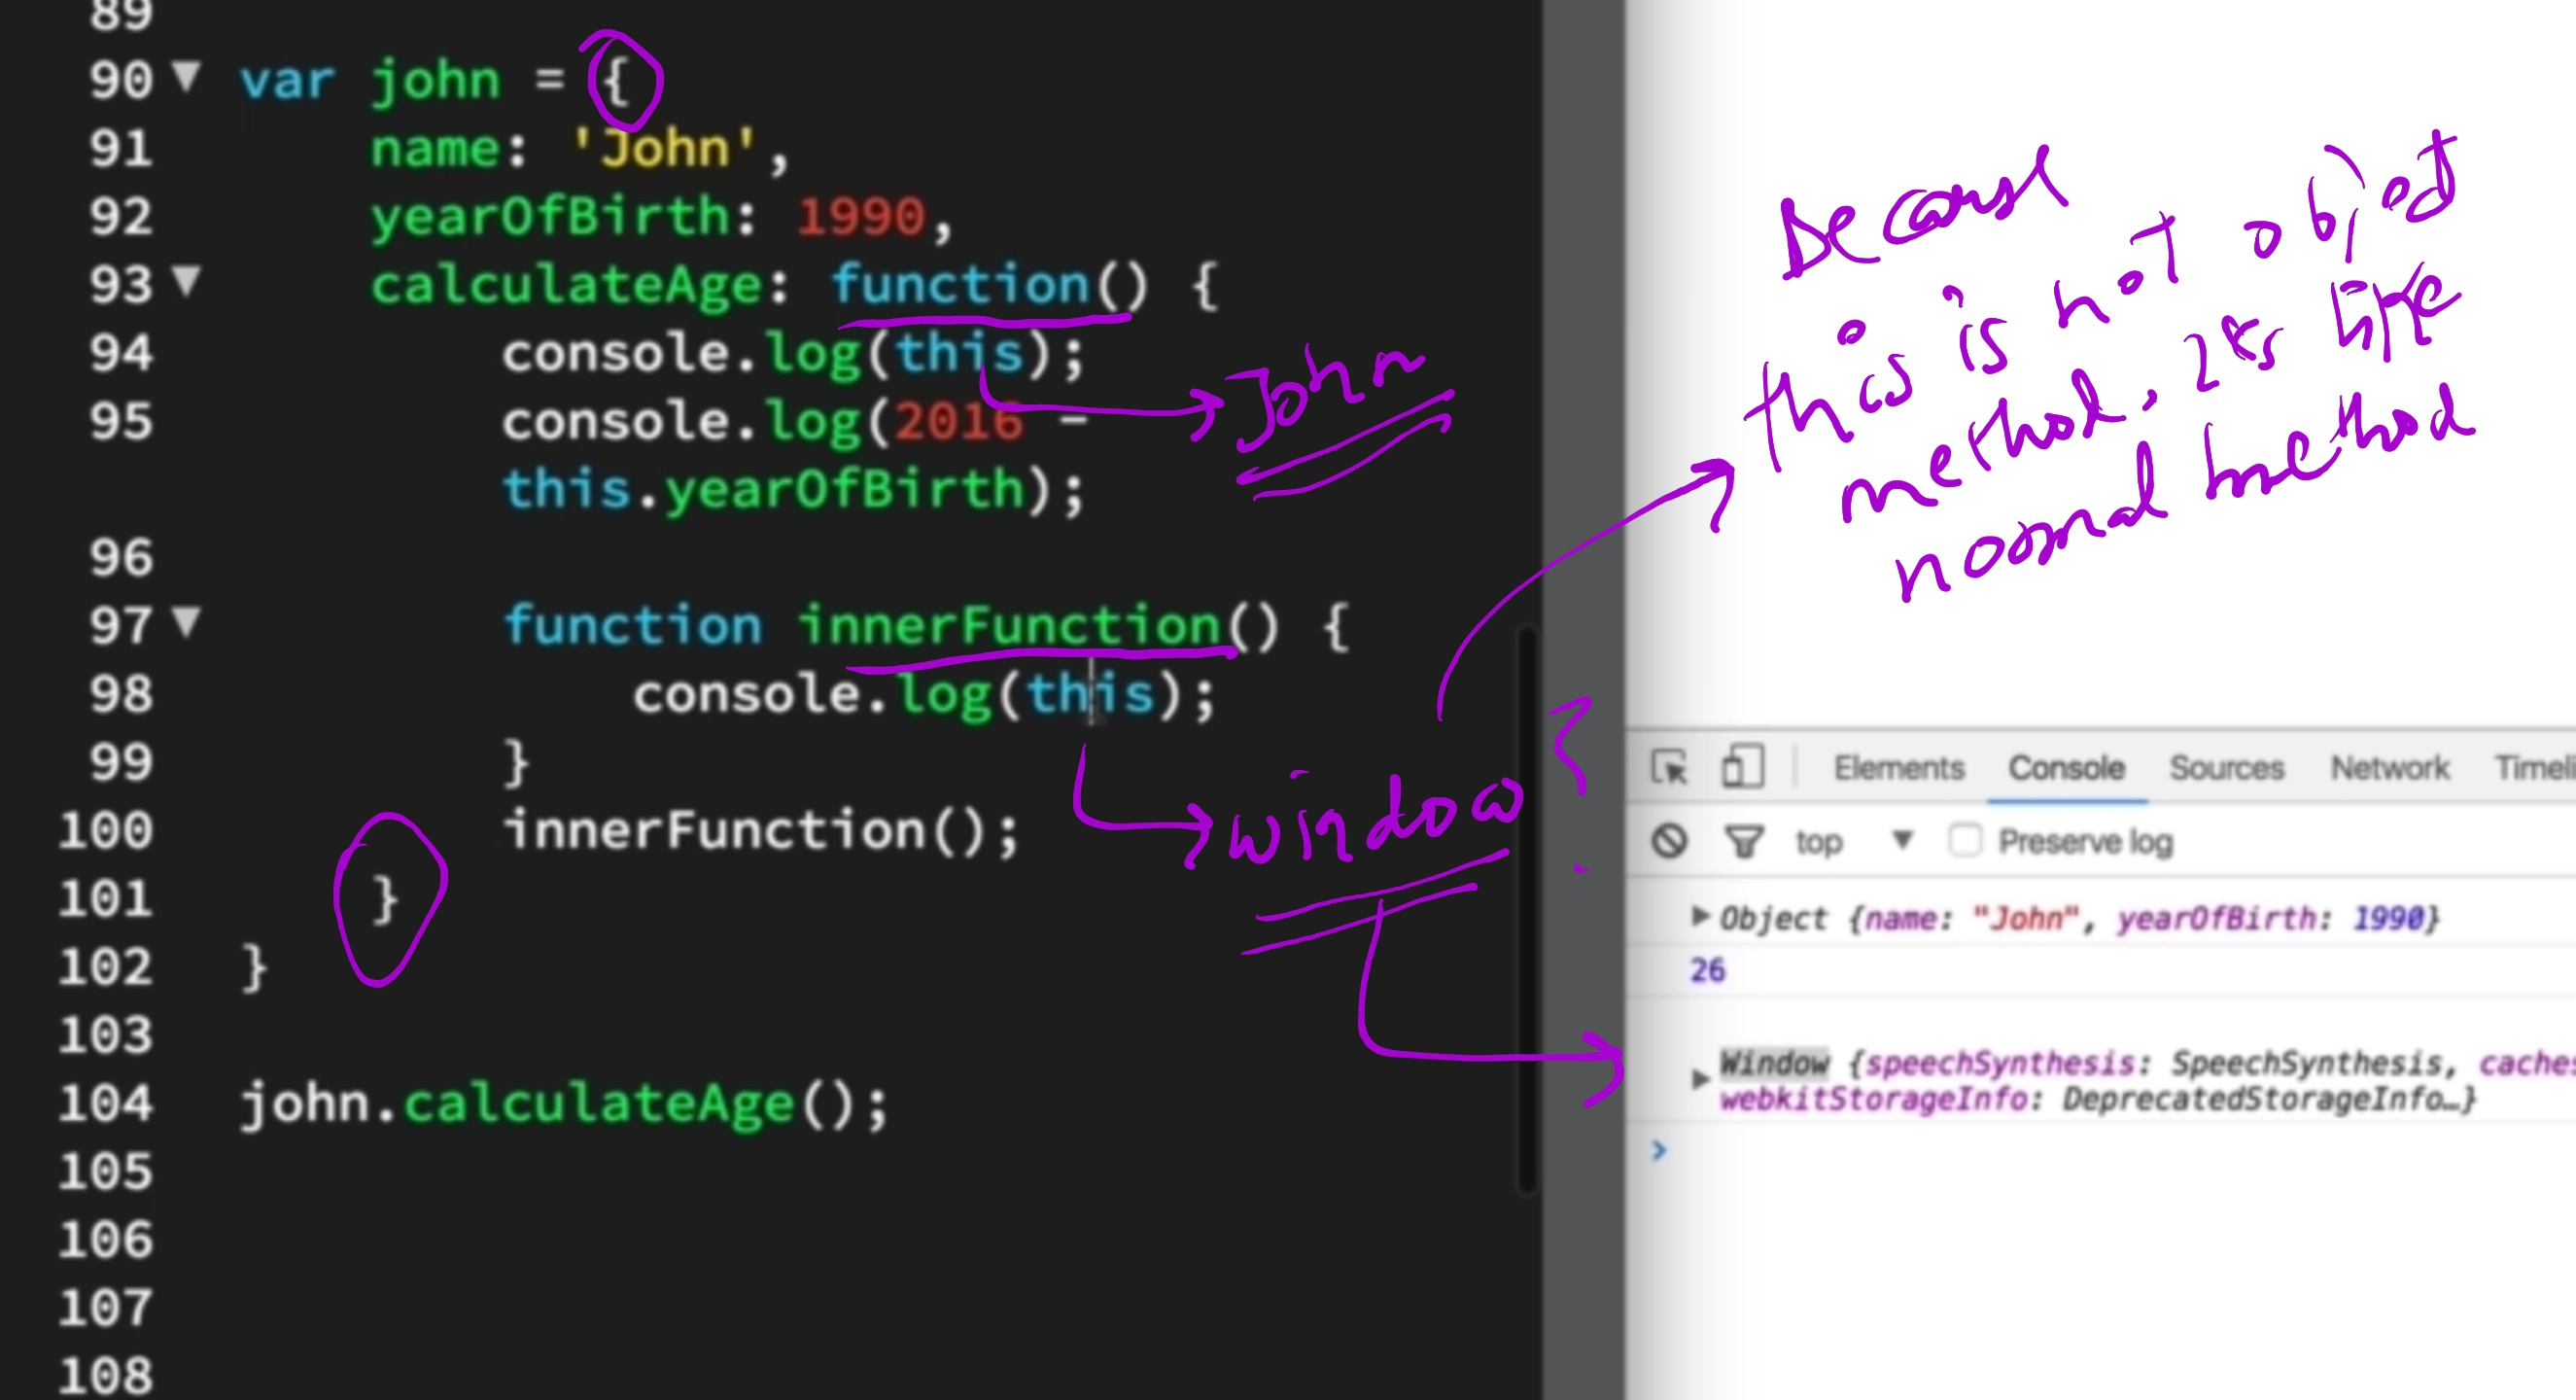 89
90 ▼ var john = {
91 name: 'John',
92 yearOfBirth: 1990,
93 ▼ calculateAge: function() {
94 console.log(this);
95 console.log(2016 -
this.yearOfBirth);
96
97 ▼ function innerFunction() {
98 console.log(this);
99 }
100 innerFunction();
101 }
102 }
103
104 john.calculateAge();
105
106
107
108
John
window ?
Because
this is not object
method, its like
normal method
Elements Console Sources Network Timeli
top ▼ Preserve log
▶ Object {name: "John", yearOfBirth: 1990}
26
▶ Window {speechSynthesis: SpeechSynthesis, caches
webkitStorageInfo: DeprecatedStorageInfo…}
>